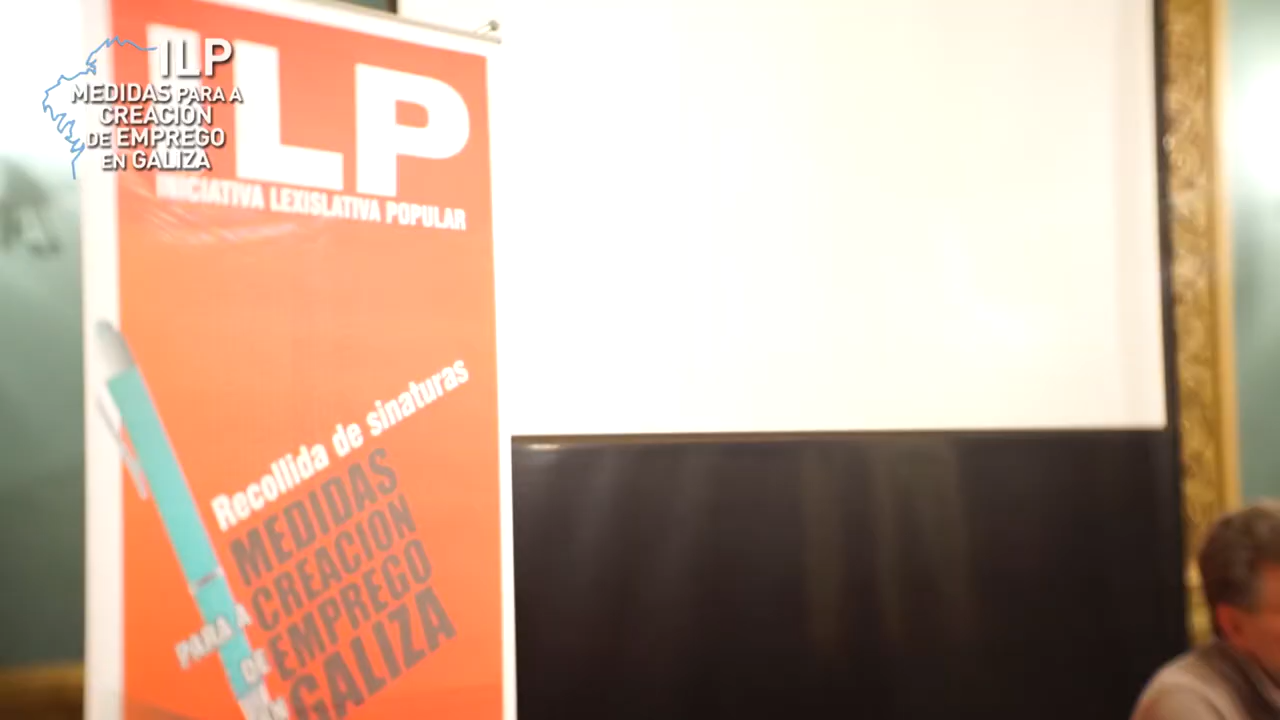 ILP
MEDIDAS PARA A
CREACIÓN
DE EMPREGO
EN GALIZA
ILP
INICIATIVA LEXISLATIVA POPULAR
Recollida de sinaturas
MEDIDAS
PARA A CREACIÓN
DE EMPREGO
EN GALIZA